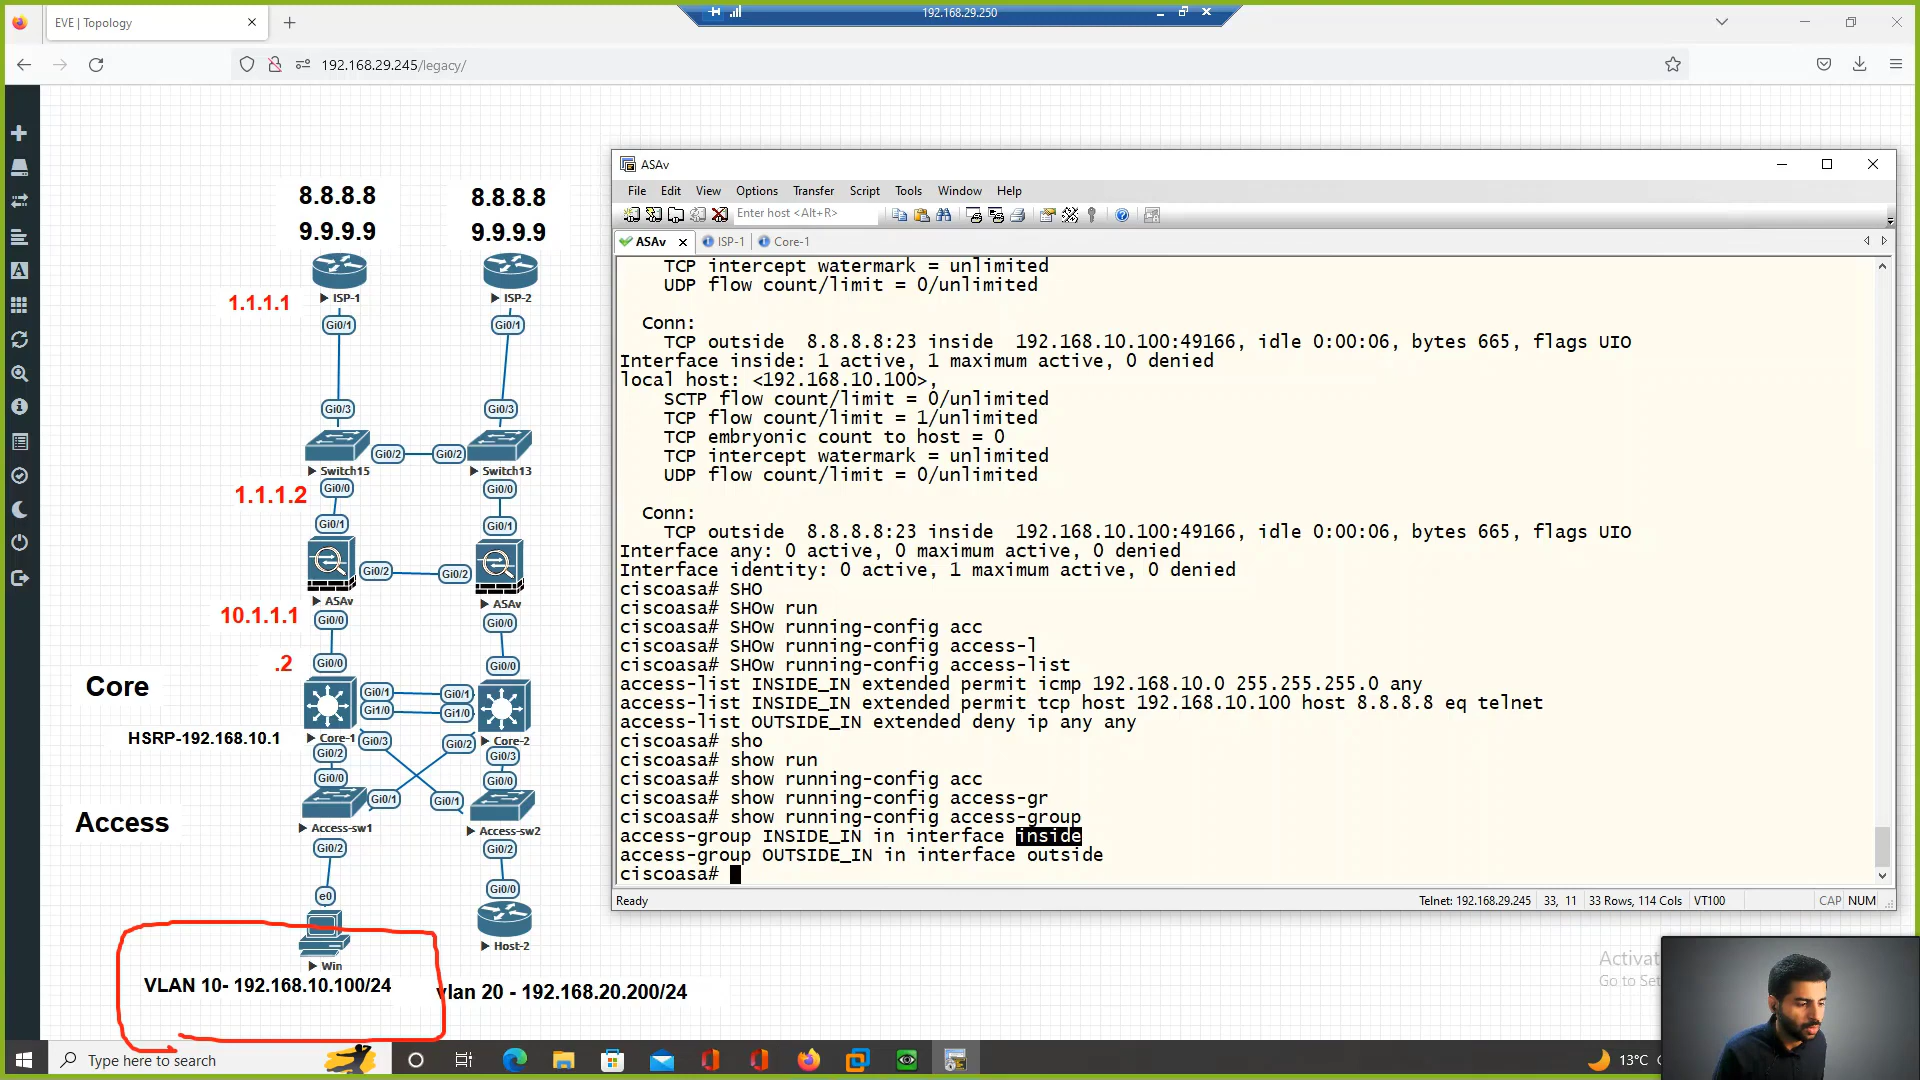 192.168.29.250
EVE | Topology
192.168.29.245/legacy/
8.8.8.8
9.9.9.9
8.8.8.8
9.9.9.9
ISP-1
ISP-2
1.1.1.1
Gi0/1
Gi0/1
Gi0/3
Gi0/3
Gi0/2
Gi0/2
Switch15
Switch13
1.1.1.2
Gi0/0
Gi0/0
Gi0/1
Gi0/1
Gi0/2
Gi0/2
ASAv
ASAv
10.1.1.1
Gi0/0
Gi0/0
.2
Gi0/0
Gi0/0
Core
Gi0/1
Gi0/1
Gi1/0
Gi1/0
HSRP-192.168.10.1
Core-1
Core-2
Gi0/2
Gi0/3
Gi0/2
Gi0/3
Gi0/0
Gi0/0
Gi0/1
Gi0/1
Access
Access-sw1
Access-sw2
Gi0/2
Gi0/2
e0
Gi0/0
Win
Host-2
VLAN 10- 192.168.10.100/24
vlan 20 - 192.168.20.200/24
ASAv
File Edit View Options Transfer Script Tools Window Help
Enter host <Alt+R>
ASAv
ISP-1
Core-1
TCP intercept watermark = unlimited
UDP flow count/limit = 0/unlimited
Conn:
TCP outside 8.8.8.8:23 inside 192.168.10.100:49166, idle 0:00:06, bytes 665, flags UIO
Interface inside: 1 active, 1 maximum active, 0 denied
local host: <192.168.10.100>,
SCTP flow count/limit = 0/unlimited
TCP flow count/limit = 1/unlimited
TCP embryonic count to host = 0
TCP intercept watermark = unlimited
UDP flow count/limit = 0/unlimited
Conn:
TCP outside 8.8.8.8:23 inside 192.168.10.100:49166, idle 0:00:06, bytes 665, flags UIO
Interface any: 0 active, 0 maximum active, 0 denied
Interface identity: 0 active, 1 maximum active, 0 denied
ciscoasa# SHO
ciscoasa# SHOw run
ciscoasa# SHOw running-config acc
ciscoasa# SHOw running-config access-l
ciscoasa# SHOw running-config access-list
access-list INSIDE_IN extended permit icmp 192.168.10.0 255.255.255.0 any
access-list INSIDE_IN extended permit tcp host 192.168.10.100 host 8.8.8.8 eq telnet
access-list OUTSIDE_IN extended deny ip any any
ciscoasa# sho
ciscoasa# show run
ciscoasa# show running-config acc
ciscoasa# show running-config access-gr
ciscoasa# show running-config access-group
access-group INSIDE_IN in interface inside
access-group OUTSIDE_IN in interface outside
ciscoasa#
Ready
Telnet: 192.168.29.245 33, 11 33 Rows, 114 Cols VT100 CAP NUM
Activat
Go to Set
Type here to search
13°C